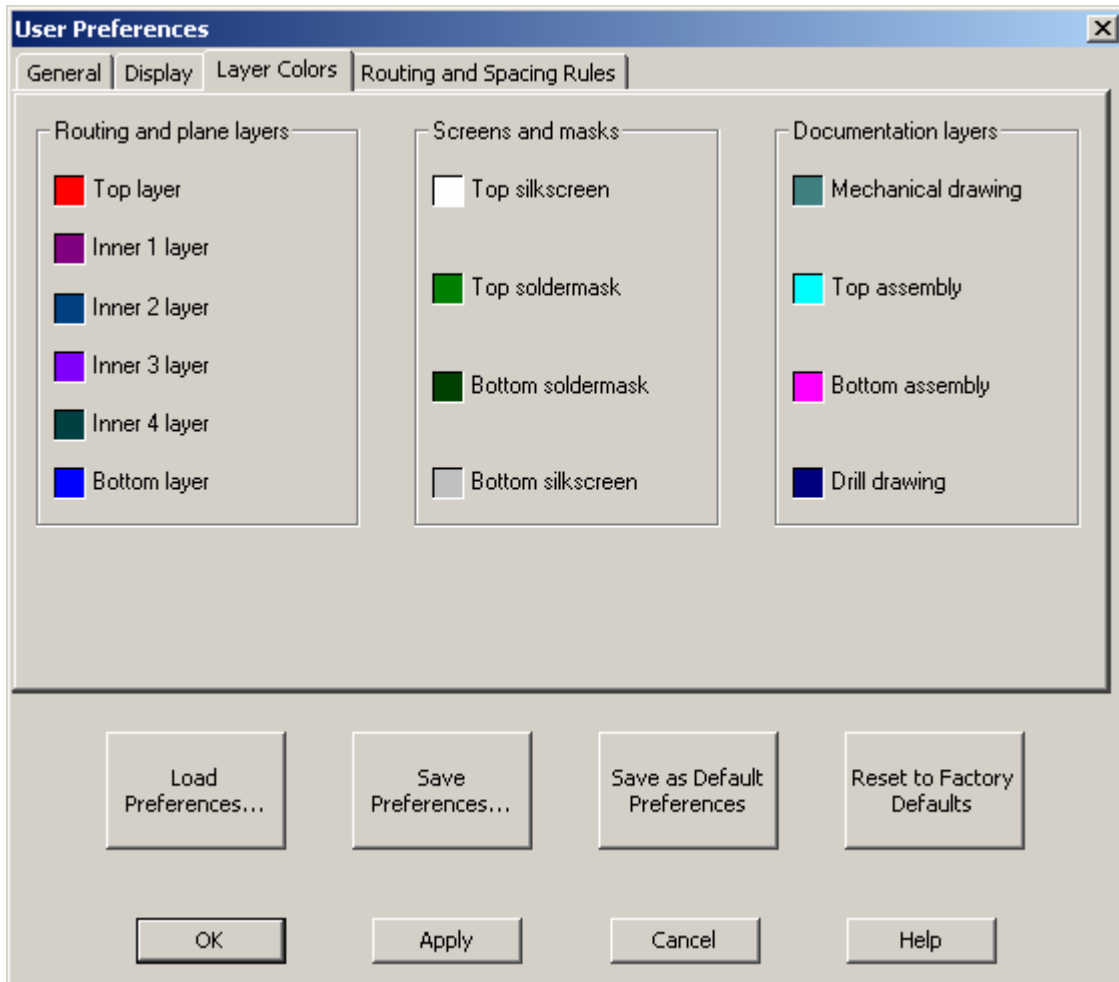 User Preferences
General
Display
Layer Colors
Routing and Spacing Rules
Routing and plane layers
Top layer
Inner 1 layer
Inner 2 layer
Inner 3 layer
Inner 4 layer
Bottom layer
Screens and masks
Top silkscreen
Top soldermask
Bottom soldermask
Bottom silkscreen
Documentation layers
Mechanical drawing
Top assembly
Bottom assembly
Drill drawing
Load
Preferences...
Save
Preferences...
Save as Default
Preferences
Reset to Factory
Defaults
OK
Apply
Cancel
Help